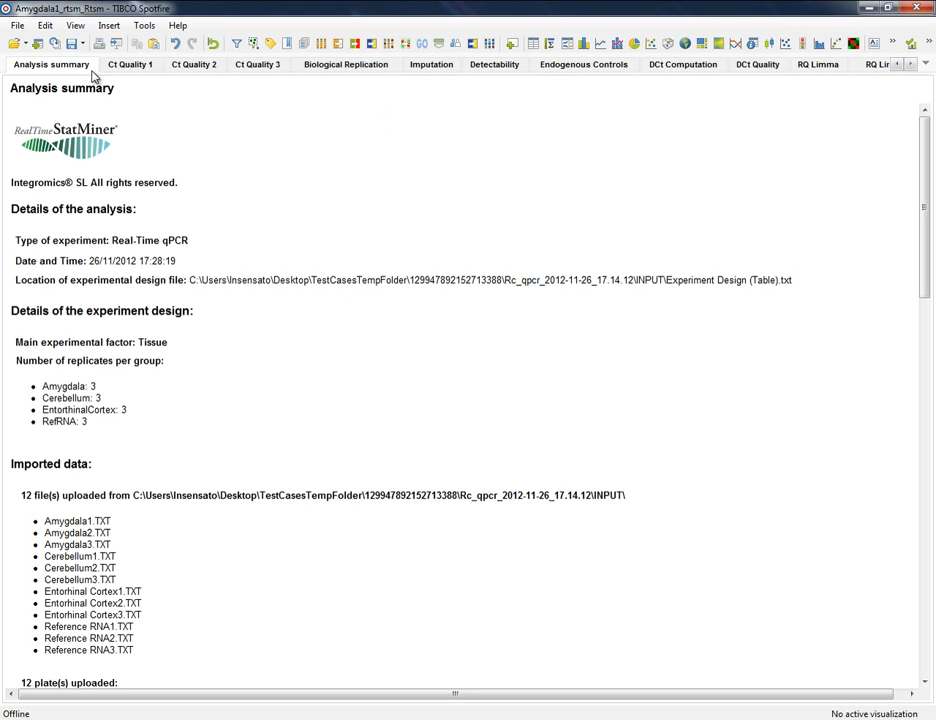 Amygdala1_rtsm_Rtsm - TIBCO Spotfire
File Edit View Insert Tools Help
Analysis summary Ct Quality 1 Ct Quality 2 Ct Quality 3 Biological Replication Imputation Detectability Endogenous Controls DCt Computation DCt Quality RQ Limma RQ Lir
Analysis summary
RealTime StatMiner®
Integromics® SL All rights reserved.
Details of the analysis:
Type of experiment: Real-Time qPCR
Date and Time: 26/11/2012 17:28:19
Location of experimental design file: C:\Users\Insensato\Desktop\TestCasesTempFolder\129947892152713388\Rc_qpcr_2012-11-26_17.14.12\INPUT\Experiment Design (Table).txt
Details of the experiment design:
Main experimental factor: Tissue
Number of replicates per group:
• Amygdala: 3
• Cerebellum: 3
• EntorthinalCortex: 3
• RefRNA: 3
Imported data:
12 file(s) uploaded from C:\Users\Insensato\Desktop\TestCasesTempFolder\129947892152713388\Rc_qpcr_2012-11-26_17.14.12\INPUT\
• Amygdala1.TXT
• Amygdala2.TXT
• Amygdala3.TXT
• Cerebellum1.TXT
• Cerebellum2.TXT
• Cerebellum3.TXT
• Entorhinal Cortex1.TXT
• Entorhinal Cortex2.TXT
• Entorhinal Cortex3.TXT
• Reference RNA1.TXT
• Reference RNA2.TXT
• Reference RNA3.TXT
12 plate(s) uploaded:
Offline No active visualization